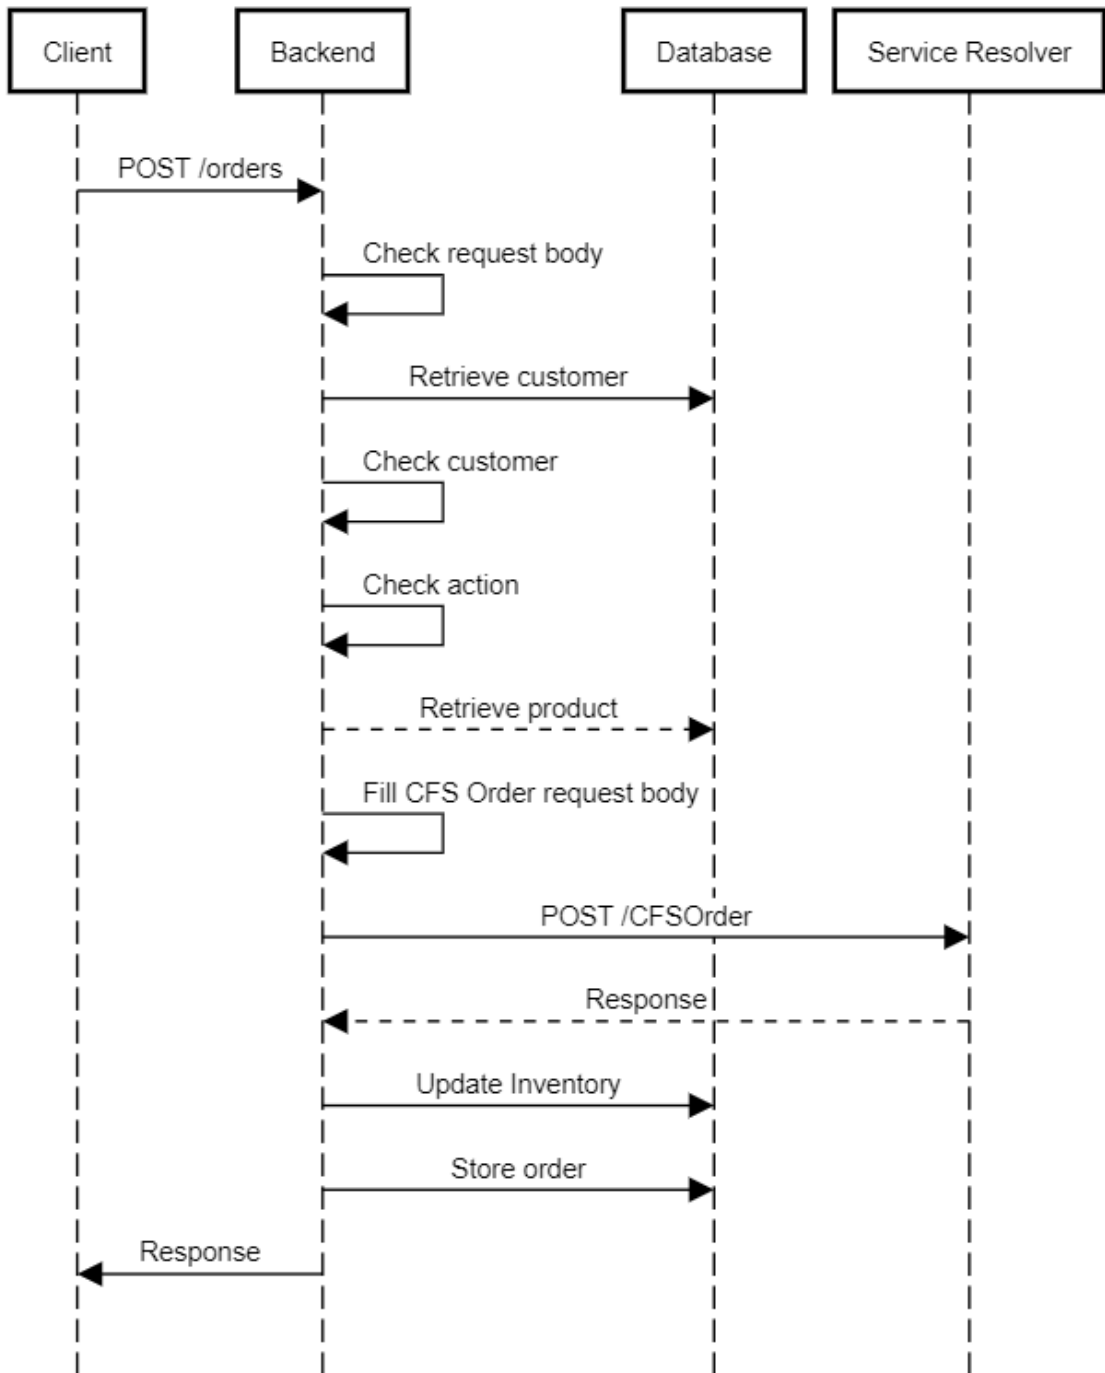 Client
Backend
Database
Service Resolver
POST /orders
Check request body
Retrieve customer
Check customer
Check action
Retrieve product
Fill CFS Order request body
POST /CFSOrder
Response
Update Inventory
Store order
Response